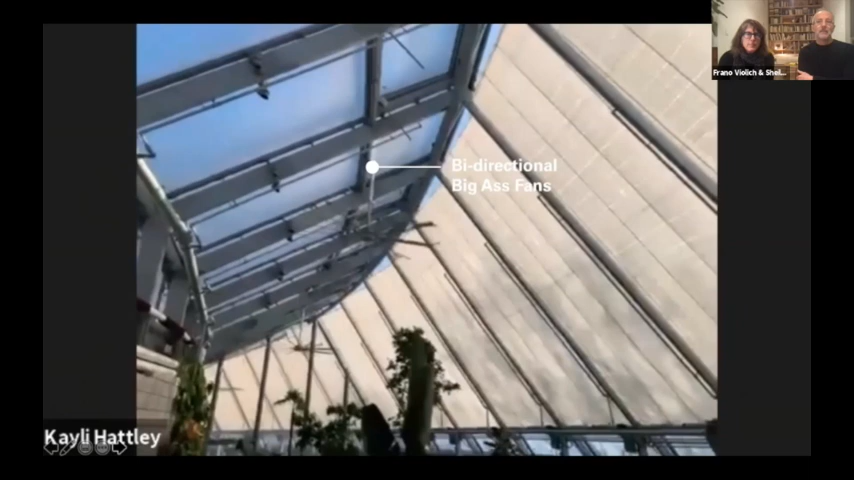 Frano Violich & Shei...
Bi-directional
Big Ass Fans
Kayli Hattley